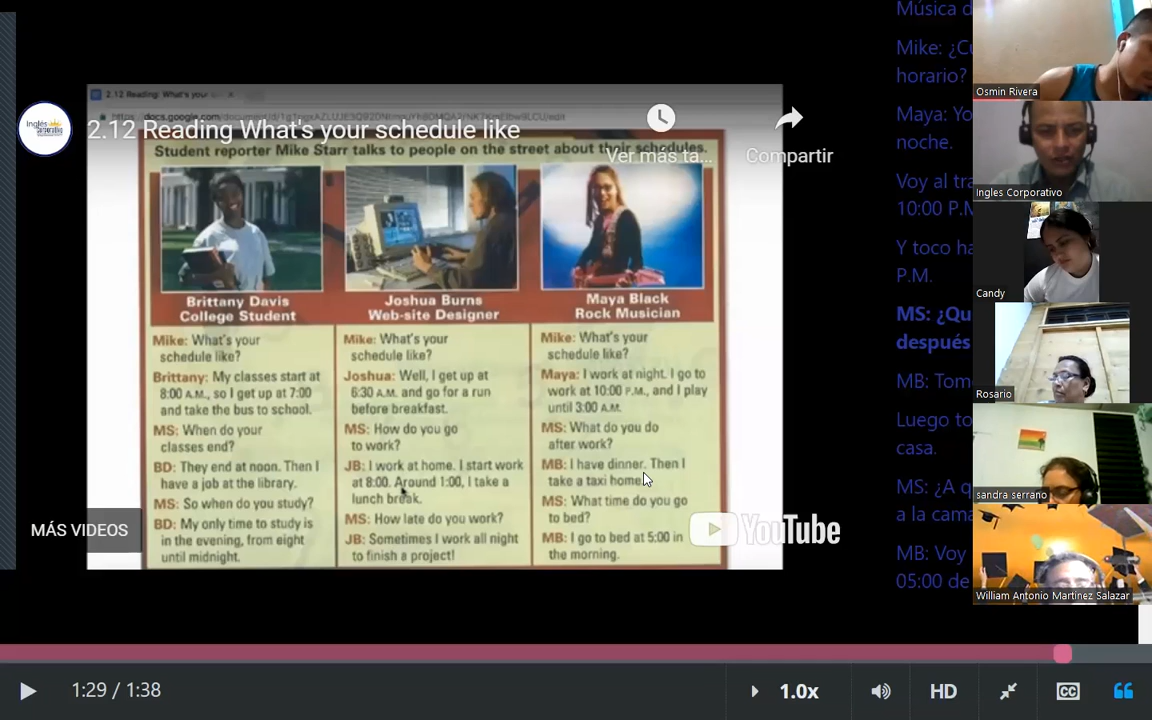 2.12 Reading: What's your
2.12 Reading What's your schedule like
Inglés
Corporativo
Ver más ta...
Compartir
Student reporter Mike Starr talks to people on the street about their schedules.
Brittany Davis
College Student
Mike: What's your
schedule like?
Brittany: My classes start at
8:00 A.M., so I get up at 7:00
and take the bus to school.
MS: When do your
classes end?
BD: They end at noon. Then I
have a job at the library.
MS: So when do you study?
BD: My only time to study is
in the evening, from eight
until midnight.
Joshua Burns
Web-site Designer
Mike: What's your
schedule like?
Joshua: Well, I get up at
6:30 A.M. and go for a run
before breakfast.
MS: How do you go
to work?
JB: I work at home. I start work
at 8:00. Around 1:00, I take a
lunch break.
MS: How late do you work?
JB: Sometimes I work all night
to finish a project!
Maya Black
Rock Musician
Mike: What's your
schedule like?
Maya: I work at night. I go to
work at 10:00 P.M., and I play
until 3:00 A.M.
MS: What do you do
after work?
MB: I have dinner. Then I
take a taxi home.
MS: What time do you go
to bed?
MB: I go to bed at 5:00 in
the morning.
MÁS VIDEOS
YouTube
Música d
Mike: ¿Cu
horario?
Maya: Yo
noche.
Voy al tra
10:00 P.M
Y toco ha
P.M.
MS: ¿Qu
después
MB: Tom
Luego to
casa.
MS: ¿A q
a la cama
MB: Voy
05:00 de
Osmin Rivera
Ingles Corporativo
Candy
Rosario
sandra serrano
William Antonio Martinez Salazar
1:29 / 1:38
1.0x
HD
CC